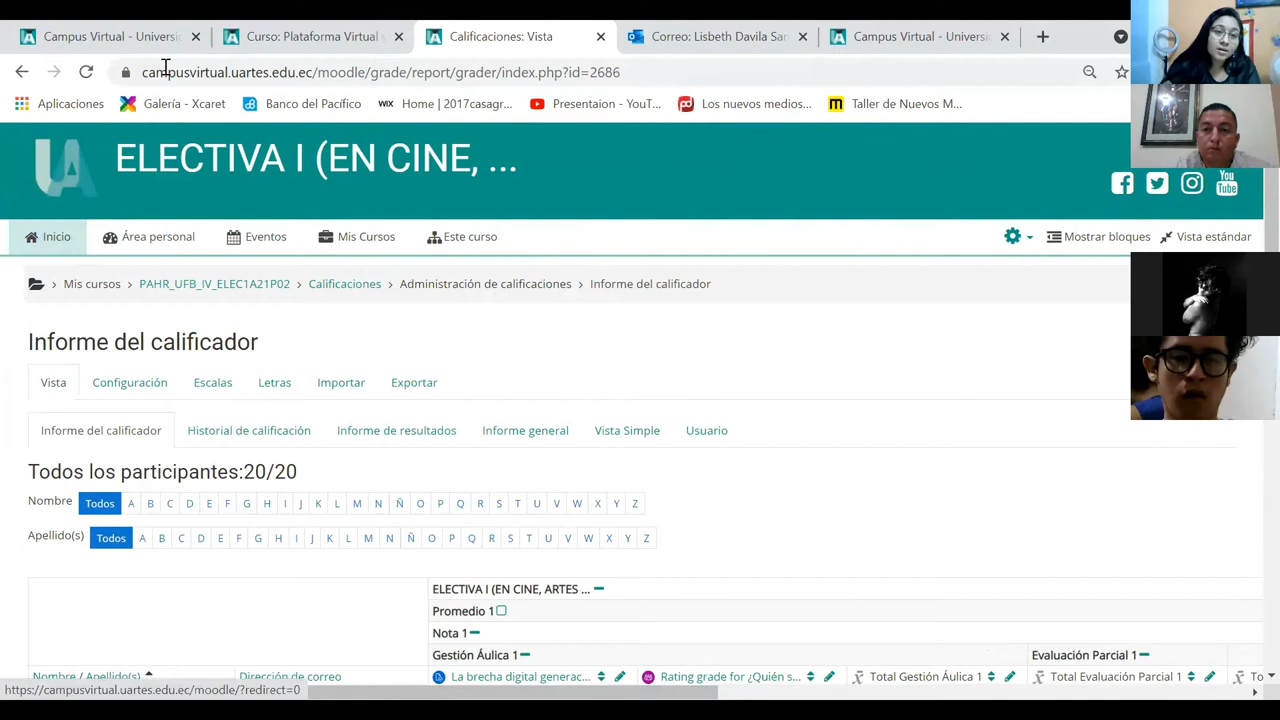 Campus Virtual - Universi
Curso: Plataforma Virtual y
Calificaciones: Vista
Correo: Lisbeth Davila San
Campus Virtual - Universi
campusvirtual.uartes.edu.ec/moodle/grade/report/grader/index.php?id=2686
Aplicaciones
Galería - Xcaret
Banco del Pacífico
WIX Home | 2017casagr...
Presentaion - YouT...
Los nuevos medios...
Taller de Nuevos M...
UA
ELECTIVA I (EN CINE, ...
You Tube
Inicio
Área personal
Eventos
Mis Cursos
Este curso
Mostrar bloques
Vista estándar
Mis cursos › PAHR_UFB_IV_ELEC1A21P02 › Calificaciones › Administración de calificaciones › Informe del calificador
Informe del calificador
Vista Configuración Escalas Letras Importar Exportar
Informe del calificador Historial de calificación Informe de resultados Informe general Vista Simple Usuario
Todos los participantes:20/20
Nombre Todos A B C D E F G H I J K L M N Ñ O P Q R S T U V W X Y Z
Apellido(s) Todos A B C D E F G H I J K L M N Ñ O P Q R S T U V W X Y Z
ELECTIVA I (EN CINE, ARTES ...
Promedio 1
Nota 1
Gestión Áulica 1 Evaluación Parcial 1
Nombre / Apellido(s) Dirección de correo La brecha digital generac... Rating grade for ¿Quién s... Total Gestión Áulica 1 Total Evaluación Parcial 1 To
https://campusvirtual.uartes.edu.ec/moodle/?redirect=0